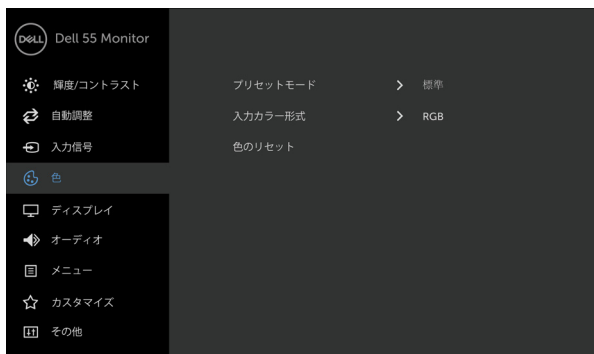 DELL Dell 55 Monitor
輝度/コントラスト
自動調整
入力信号
色
ディスプレイ
オーディオ
メニュー
カスタマイズ
その他
プリセットモード 標準
入力カラー形式 RGB
色のリセット